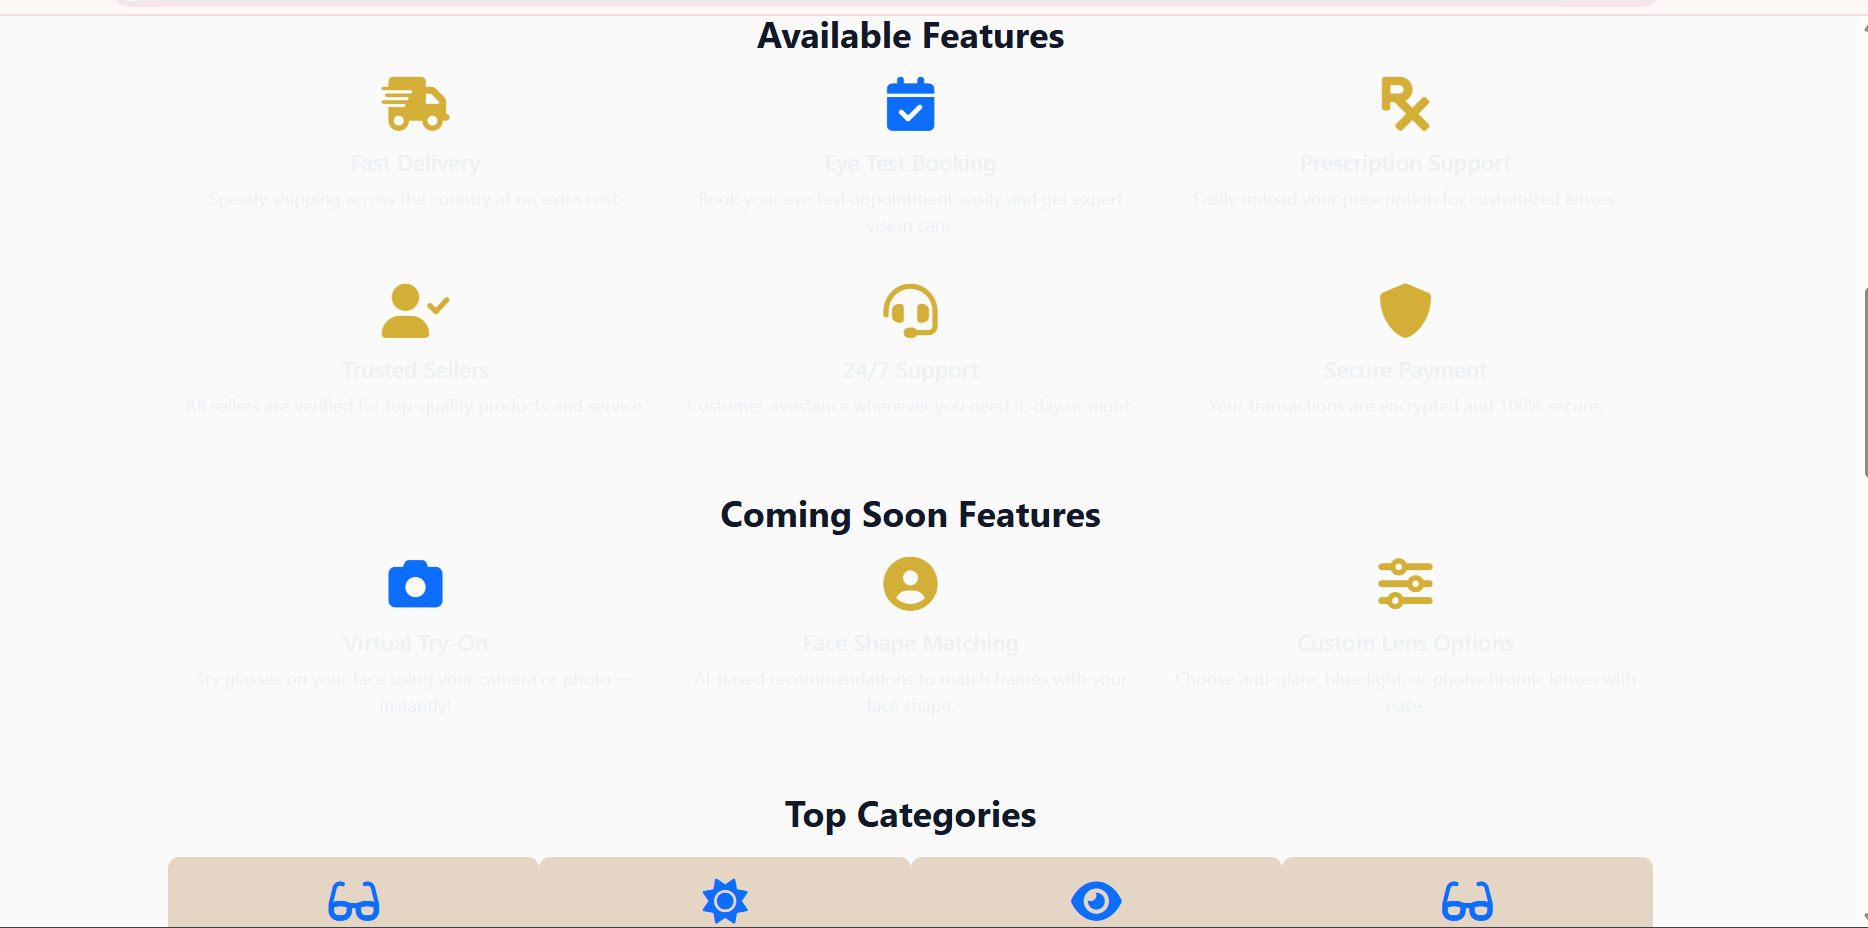 Available Features
Fast Delivery
Speedy shipping across the country at no extra cost.
Eye Test Booking
Book your eye test appointment easily and get expert
vision care.
Prescription Support
Easily upload your prescription for customized lenses.
Trusted Sellers
All sellers are verified for top-quality products and service.
24/7 Support
Customer assistance whenever you need it, day or night.
Secure Payment
Your transactions are encrypted and 100% secure.
Coming Soon Features
Virtual Try-On
Try glasses on your face using your camera or photo —
instantly!
Face Shape Matching
AI-based recommendations to match frames with your
face shape.
Custom Lens Options
Choose anti-glare, blue-light, or photochromic lenses with
ease.
Top Categories